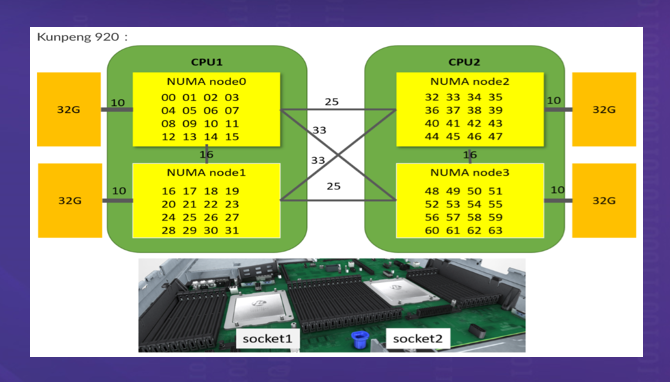 Kunpeng 920 :
CPU1
CPU2
NUMA node0
00 01 02 03
04 05 06 07
08 09 10 11
12 13 14 15
NUMA node2
32 33 34 35
36 37 38 39
40 41 42 43
44 45 46 47
32G
10
25
10
32G
33
16
16
33
NUMA node1
16 17 18 19
20 21 22 23
24 25 26 27
28 29 30 31
NUMA node3
48 49 50 51
52 53 54 55
56 57 58 59
60 61 62 63
32G
10
25
10
32G
socket1
socket2